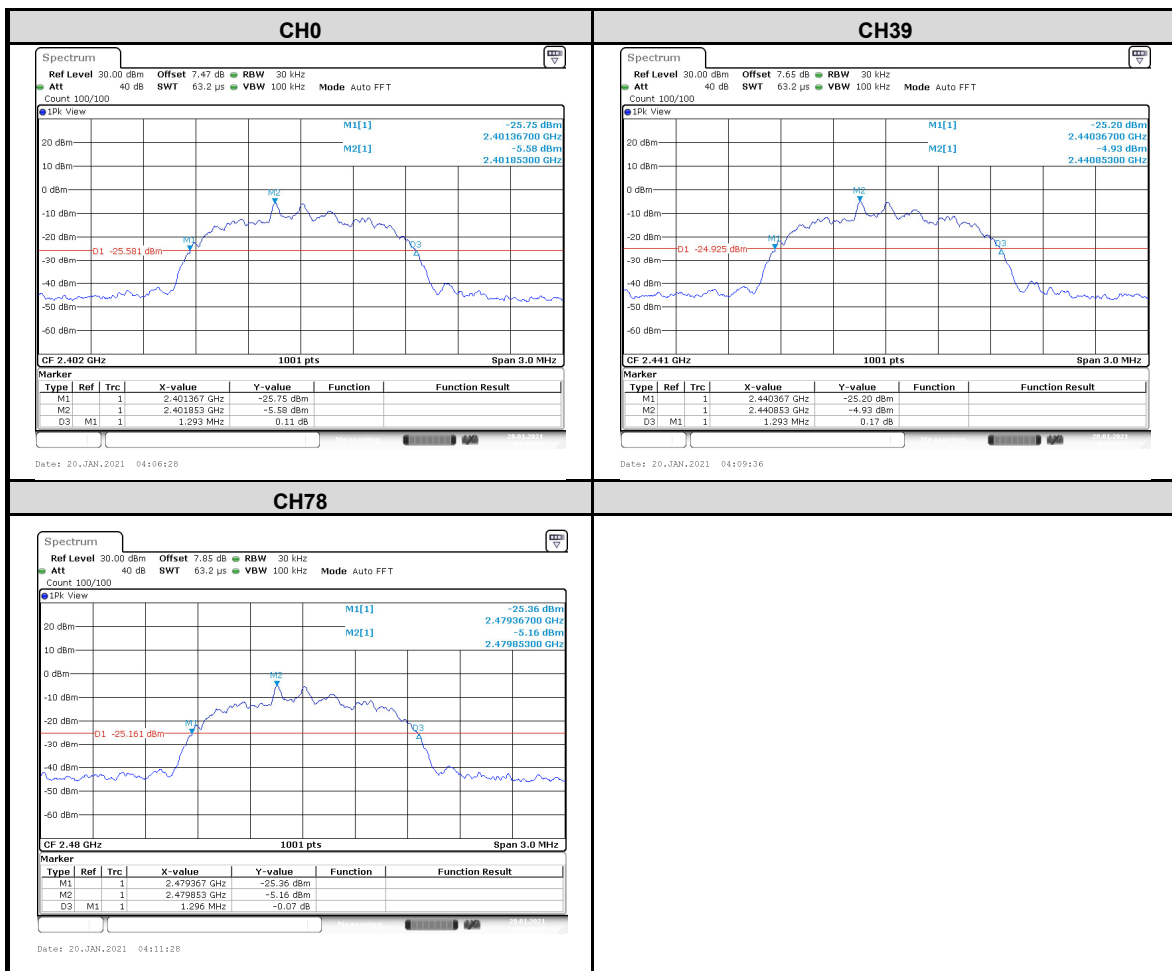 CH0
Spectrum
Ref Level 30.00 dBm Offset 7.47 dB RBW 30 kHz
Att 40 dB SWT 63.2 µs VBW 100 kHz Mode Auto FFT
Count 100/100
1Pk View
M1[1] -25.75 dBm
2.40136700 GHz
M2[1] -5.58 dBm
2.40185300 GHz
20 dBm
10 dBm
0 dBm
M2
-10 dBm
-20 dBm
M1
D3
D1 -25.581 dBm
-30 dBm
-40 dBm
-50 dBm
-60 dBm
CF 2.402 GHz 1001 pts Span 3.0 MHz
Marker
Type Ref Trc X-value Y-value Function Function Result
M1 1 2.401367 GHz -25.75 dBm
M2 1 2.401853 GHz -5.58 dBm
D3 M1 1 1.293 MHz 0.11 dB
20.01.2021
Date: 20.JAN.2021 04:06:28
CH39
Spectrum
Ref Level 30.00 dBm Offset 7.65 dB RBW 30 kHz
Att 40 dB SWT 63.2 µs VBW 100 kHz Mode Auto FFT
Count 100/100
1Pk View
M1[1] -25.20 dBm
2.44036700 GHz
M2[1] -4.93 dBm
2.44085300 GHz
20 dBm
10 dBm
0 dBm
M2
-10 dBm
-20 dBm
M1
D3
D1 -24.925 dBm
-30 dBm
-40 dBm
-50 dBm
-60 dBm
CF 2.441 GHz 1001 pts Span 3.0 MHz
Marker
Type Ref Trc X-value Y-value Function Function Result
M1 1 2.440367 GHz -25.20 dBm
M2 1 2.440853 GHz -4.93 dBm
D3 M1 1 1.293 MHz 0.17 dB
20.01.2021
Date: 20.JAN.2021 04:09:36
CH78
Spectrum
Ref Level 30.00 dBm Offset 7.85 dB RBW 30 kHz
Att 40 dB SWT 63.2 µs VBW 100 kHz Mode Auto FFT
Count 100/100
1Pk View
M1[1] -25.36 dBm
2.47936700 GHz
M2[1] -5.16 dBm
2.47985300 GHz
20 dBm
10 dBm
0 dBm
M2
-10 dBm
-20 dBm
M1
D3
D1 -25.161 dBm
-30 dBm
-40 dBm
-50 dBm
-60 dBm
CF 2.48 GHz 1001 pts Span 3.0 MHz
Marker
Type Ref Trc X-value Y-value Function Function Result
M1 1 2.479367 GHz -25.36 dBm
M2 1 2.479853 GHz -5.16 dBm
D3 M1 1 1.296 MHz -0.07 dB
20.01.2021
Date: 20.JAN.2021 04:11:28